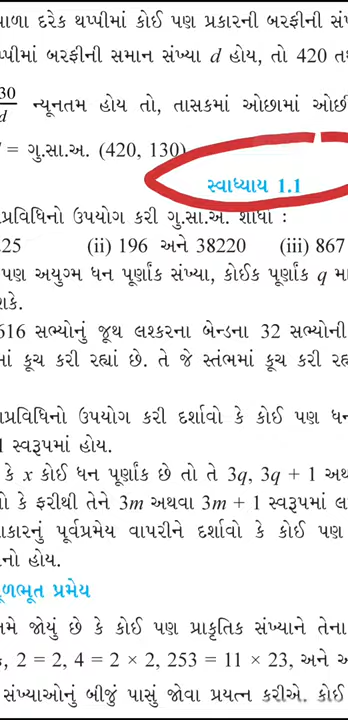 ાળા દરેક થપ્પીમાં કોઈ પણ પ્રકારની બરફીની સં
પીમાં બરફીની સમાન સંખ્યા d હોય, તો 420 ત
30/d ન્યૂનતમ હોય તો, તાસકમાં ઓછામાં ઓછી
= ગુ.સા.અ. (420, 130)
સ્વાધ્યાય 1.1
પ્રવિધિનો ઉપયોગ કરી ગુ.સા.અ. શોધો :
25 (ii) 196 અને 38220 (iii) 867
પણ અયુગ્મ ધન પૂર્ણાંક સંખ્યા, કોઈક પૂર્ણાંક q મા
શકે.
616 સભ્યોનું જૂથ લશ્કરના બેન્ડના 32 સભ્યોની
માં કૂચ કરી રહ્યાં છે. તે જે સ્તંભમાં કૂચ કરી રહ
પ્રવિધિનો ઉપયોગ કરી દર્શાવો કે કોઈ પણ ધ
1 સ્વરૂપમાં હોય.
કે x કોઈ ધન પૂર્ણાંક છે તો તે 3q, 3q + 1 અથ
ો કે ફરીથી તેને 3m અથવા 3m + 1 સ્વરૂપમાં લ
ાકારનું પૂર્વપ્રમેય વાપરીને દર્શાવો કે કોઈ પણ
નો હોય.
ૂળભૂત પ્રમેય
મે જોયું છે કે કોઈ પણ પ્રાકૃતિક સંખ્યાને તેના
, 2 = 2, 4 = 2 × 2, 253 = 11 × 23, અને અ
સંખ્યાઓનું બીજું પાસું જોવા પ્રયત્ન કરીએ. કોઈ